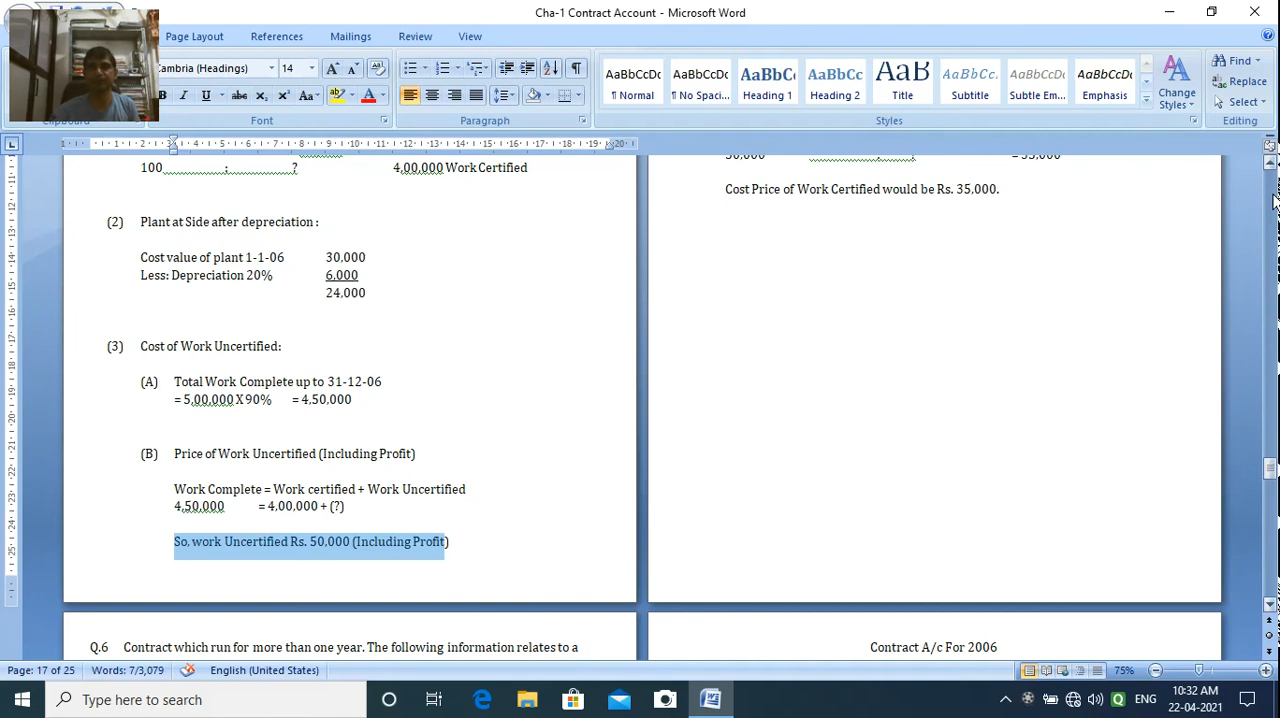 Cha-1 Contract Account - Microsoft Word
Page Layout References Mailings Review View
Cambria (Headings) 14
Font Paragraph Styles Editing
AaBbCcDc AaBbCcDc AaBbC AaBbCc AaB AaBbCc. AaBbCcDc AaBbCcDc
¶ Normal ¶ No Spaci... Heading 1 Heading 2 Title Subtitle Subtle Em... Emphasis
Change Styles
Find
Replace
Select
100 : ? 4,00,000 Work Certified
(2) Plant at Side after depreciation :
Cost value of plant 1-1-06 30,000
Less: Depreciation 20% 6,000
24,000
(3) Cost of Work Uncertified:
(A) Total Work Complete up to 31-12-06
= 5,00,000 X 90% = 4,50,000
(B) Price of Work Uncertified (Including Profit)
Work Complete = Work certified + Work Uncertified
4,50,000 = 4,00,000 + (?)
So, work Uncertified Rs. 50,000 (Including Profit)
Cost Price of Work Certified would be Rs. 35,000.
Q.6 Contract which run for more than one year. The following information relates to a
Contract A/c For 2006
Page: 17 of 25 Words: 7/3,079 English (United States) 75%
Type here to search
ENG
10:32 AM
22-04-2021